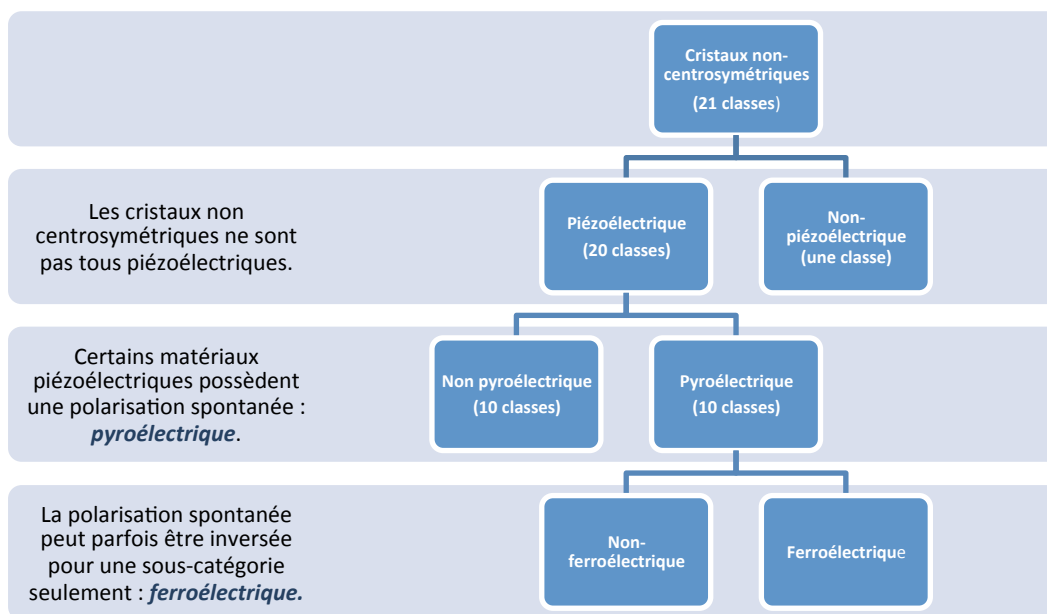 Cristaux non-
centrosymétriques
(21 classes)
Les cristaux non
centrosymétriques ne sont
pas tous piézoélectriques.
Piézoélectrique
(20 classes)
Non-
piézoélectrique
(une classe)
Certains matériaux
piézoélectriques possèdent
une polarisation spontanée :
pyroélectrique.
Non pyroélectrique
(10 classes)
Pyroélectrique
(10 classes)
La polarisation spontanée
peut parfois être inversée
pour une sous-catégorie
seulement : ferroélectrique.
Non-
ferroélectrique
Ferroélectrique